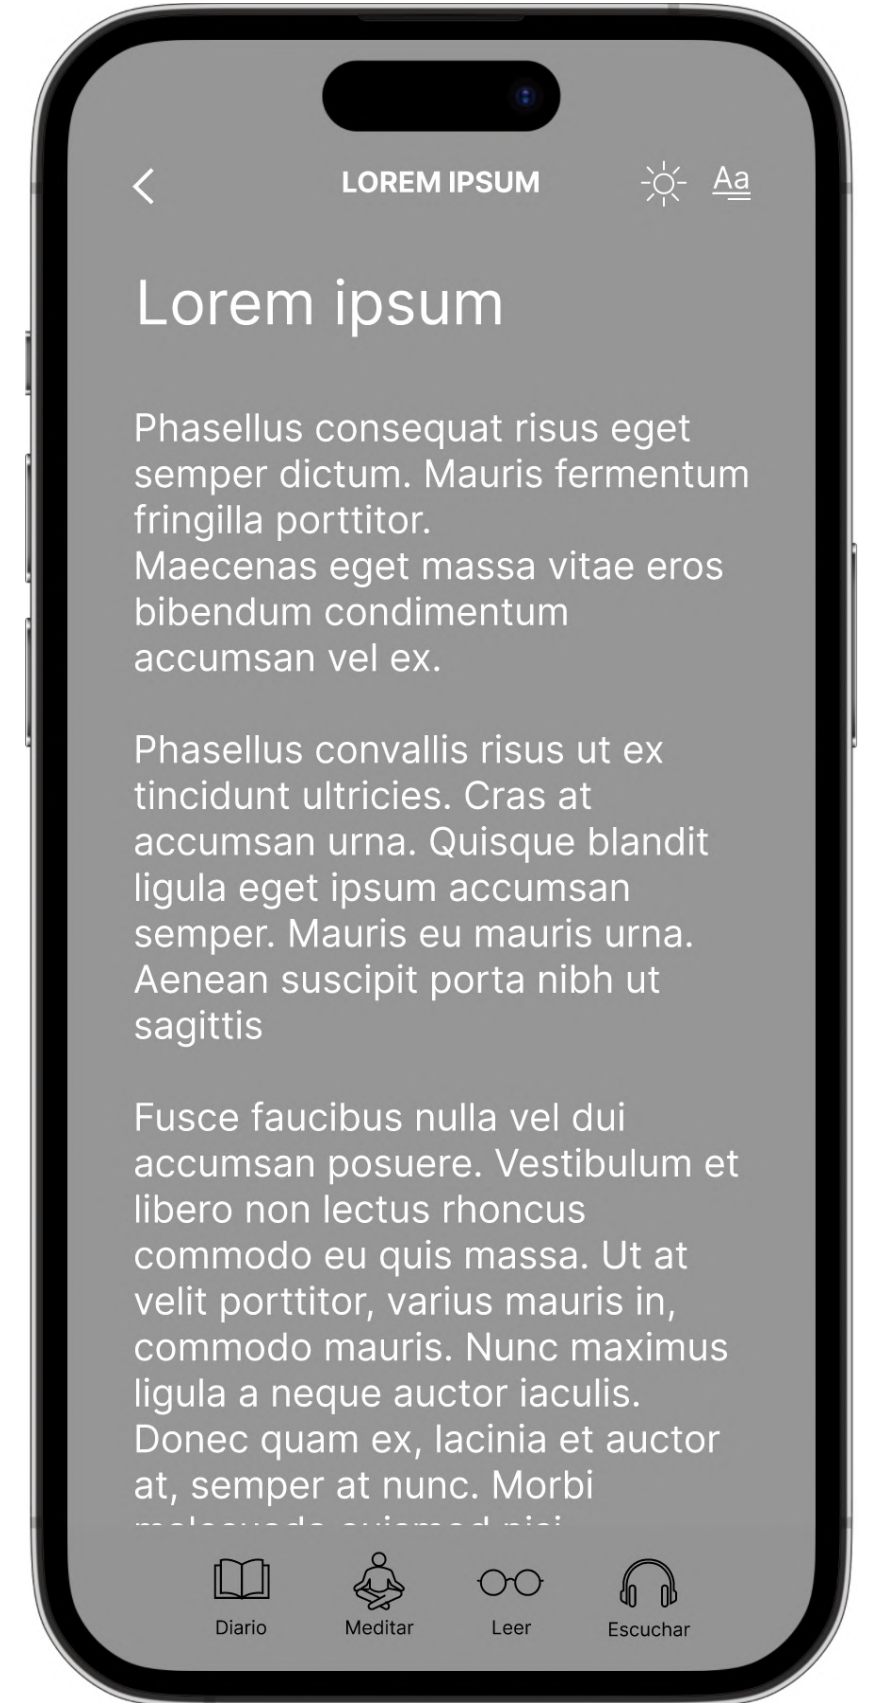 LOREM IPSUM
Aa
Lorem ipsum
Phasellus consequat risus eget
semper dictum. Mauris fermentum
fringilla porttitor.
Maecenas eget massa vitae eros
bibendum condimentum
accumsan vel ex.
Phasellus convallis risus ut ex
tincidunt ultricies. Cras at
accumsan urna. Quisque blandit
ligula eget ipsum accumsan
semper. Mauris eu mauris urna.
Aenean suscipit porta nibh ut
sagittis
Fusce faucibus nulla vel dui
accumsan posuere. Vestibulum et
libero non lectus rhoncus
commodo eu quis massa. Ut at
velit porttitor, varius mauris in,
commodo mauris. Nunc maximus
ligula a neque auctor iaculis.
Donec quam ex, lacinia et auctor
at, semper at nunc. Morbi
Diario
Meditar
Leer
Escuchar